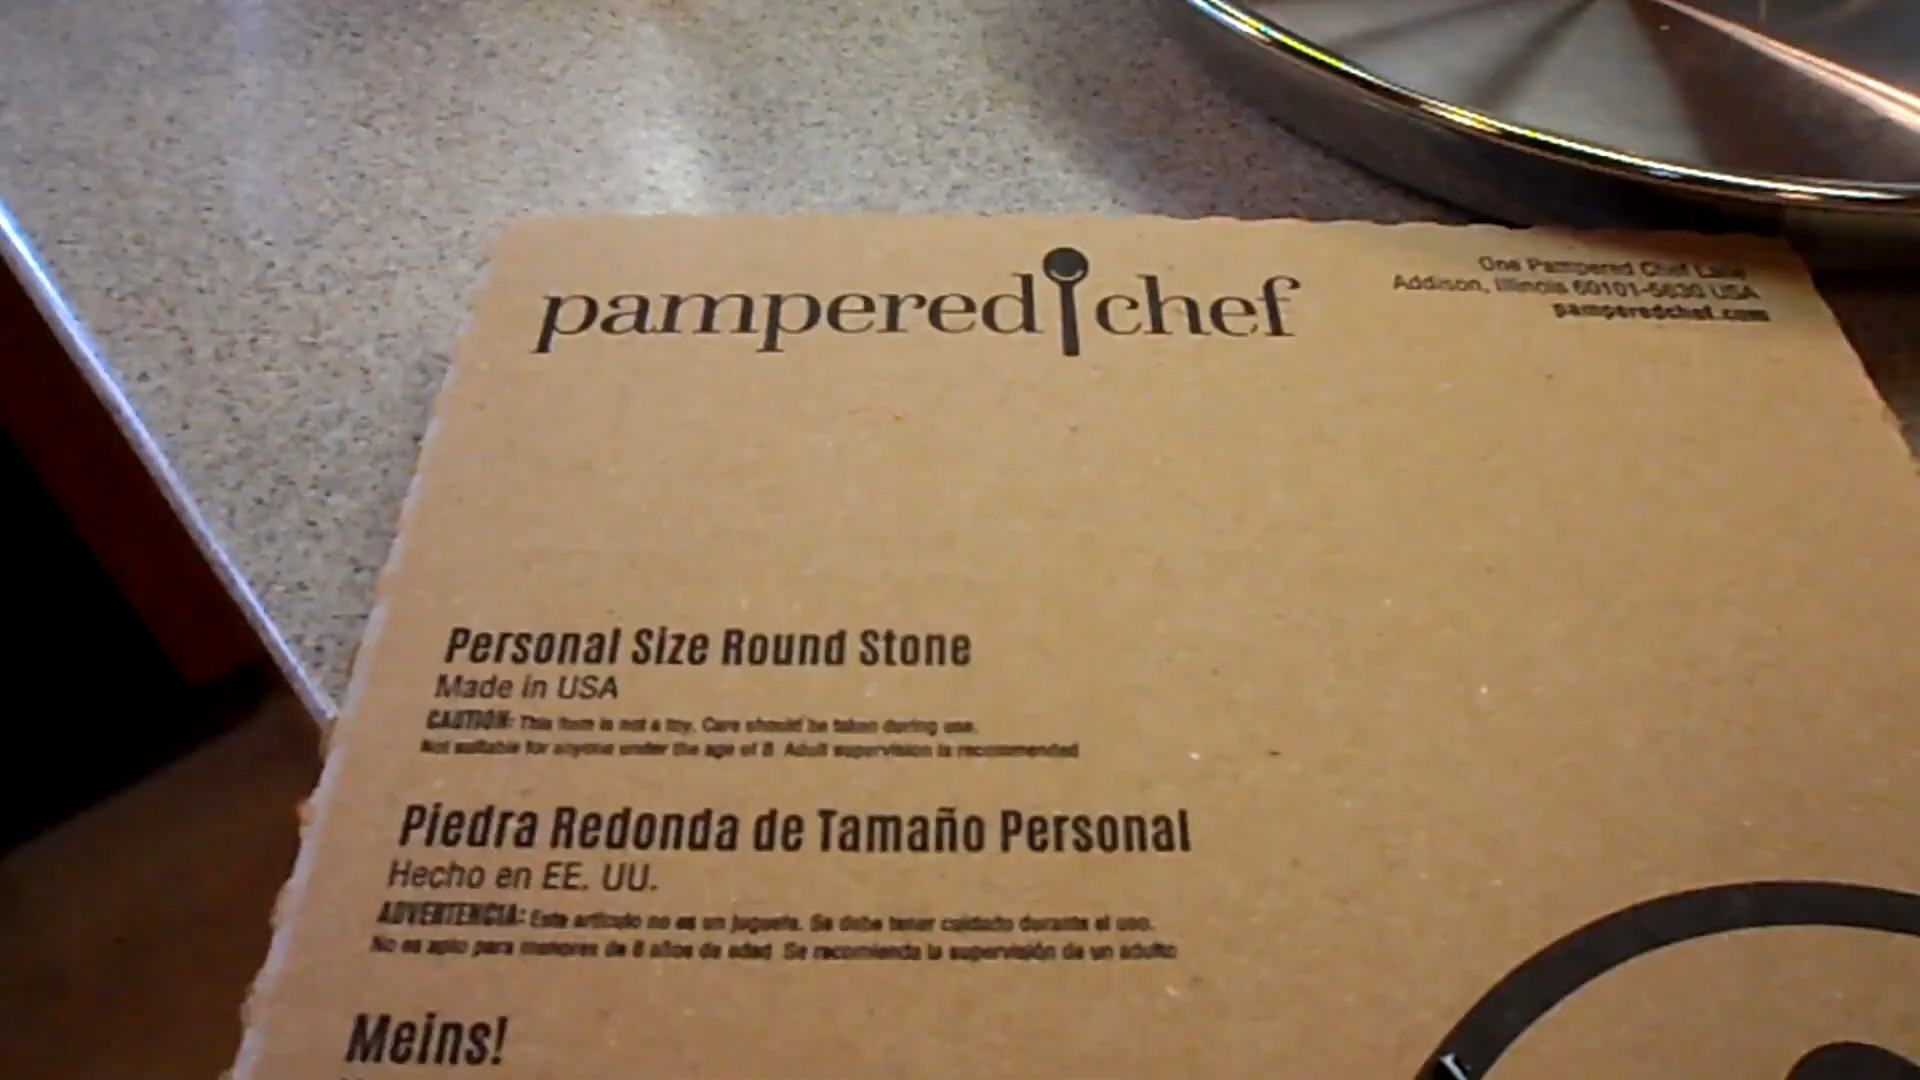 pampered chef
One Pampered Chef Lane
Addison, Illinois 60101-5630 USA
pamperedchef.com
Personal Size Round Stone
Made in USA
CAUTION: This item is not a toy. Care should be taken during use.
Not suitable for anyone under the age of 8 Adult supervision is recommended
Piedra Redonda de Tamaño Personal
Hecho en EE. UU.
ADVERTENCIA: Este artículo no es un juguete. Se debe tener cuidado durante el uso.
No es apto para menores de 8 años de edad Se recomienda la supervisión de un adulto
Meins!